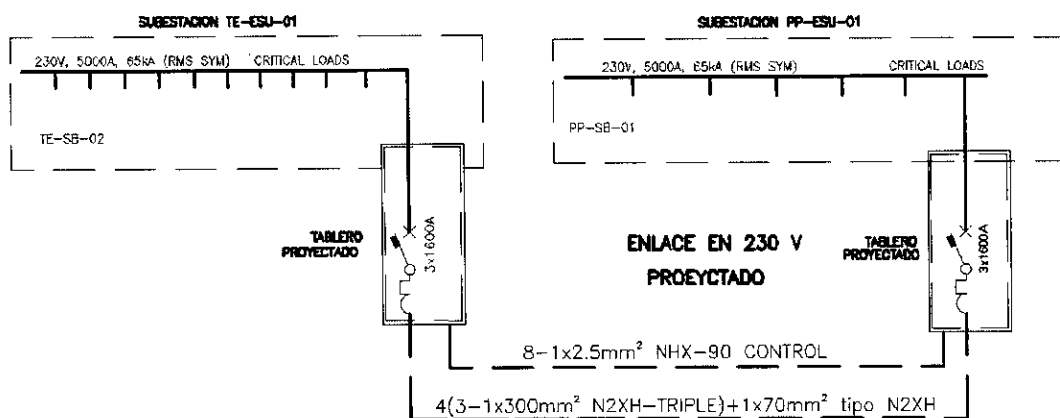 SUBESTACION TE-ESU-01
SUBESTACION PP-ESU-01
230V, 5000A, 65kA (RMS SYM) CRITICAL LOADS
230V, 5000A, 65kA (RMS SYM) CRITICAL LOADS
TE-SB-02
PP-SB-01
TABLERO
PROYECTADO
3x1600A
ENLACE EN 230 V
PROEYCTADO
TABLERO
PROYECTADO
3x1600A
8-1x2.5mm² NHX-90 CONTROL
4(3-1x300mm² N2XH-TRIPLE)+1x70mm² tipo N2XH